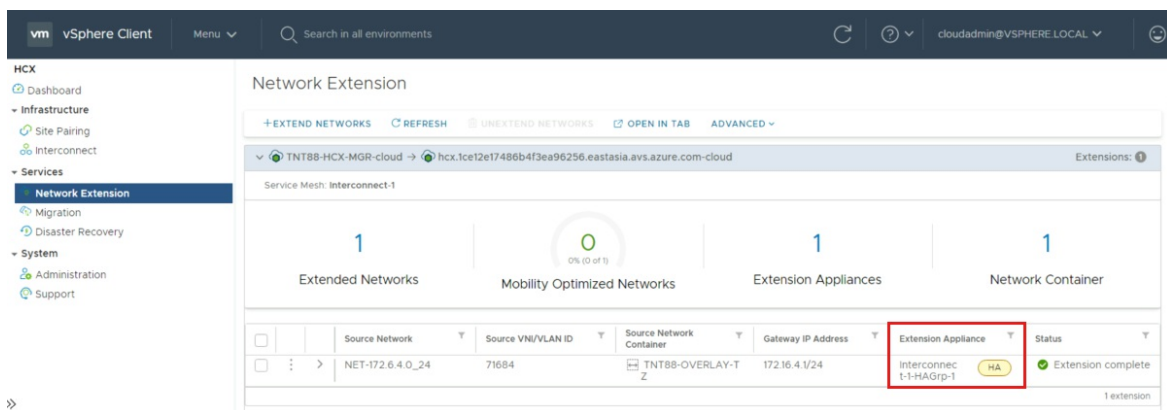 vm vSphere Client Menu Search in all environments cloudadmin@VSPHERE.LOCAL
HCX
Dashboard
Infrastructure
Site Pairing
Interconnect
Services
Network Extension
Migration
Disaster Recovery
System
Administration
Support
Network Extension
+EXTEND NETWORKS REFRESH UNEXTEND NETWORKS OPEN IN TAB ADVANCED
TNT88-HCX-MGR-cloud → hcx.1ce12e17486b4f3ea96256.eastasia.avs.azure.com-cloud Extensions: 1
Service Mesh: Interconnect-1
1 0 1 1
0% (0 of 1)
Extended Networks Mobility Optimized Networks Extension Appliances Network Container
Source Network Source VNI/VLAN ID Source Network Container Gateway IP Address Extension Appliance Status
NET-172.6.4.0_24 71684 TNT88-OVERLAY-T 172.16.4.1/24 Interconnec HA Extension complete
Z t-1-HAGrp-1
1 extension